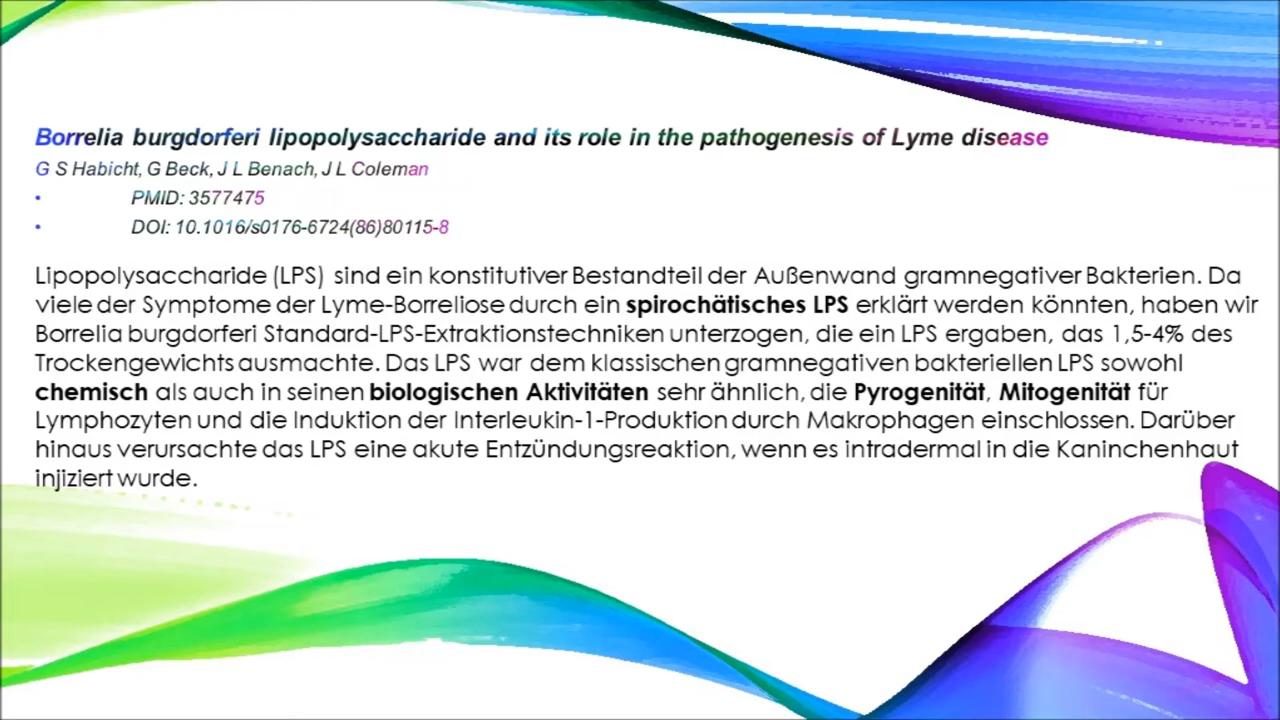 Borrelia burgdorferi lipopolysaccharide and its role in the pathogenesis of Lyme disease
G S Habicht, G Beck, J L Benach, J L Coleman
• PMID: 3577475
• DOI: 10.1016/s0176-6724(86)80115-8
Lipopolysaccharide (LPS) sind ein konstitutiver Bestandteil der Außenwand gramnegativer Bakterien. Da
viele der Symptome der Lyme-Borreliose durch ein spirochätisches LPS erklärt werden könnten, haben wir
Borrelia burgdorferi Standard-LPS-Extraktionstechniken unterzogen, die ein LPS ergaben, das 1,5-4% des
Trockengewichts ausmachte. Das LPS war dem klassischen gramnegativen bakteriellen LPS sowohl
chemisch als auch in seinen biologischen Aktivitäten sehr ähnlich, die Pyrogenität, Mitogenität für
Lymphozyten und die Induktion der Interleukin-1-Produktion durch Makrophagen einschlossen. Darüber
hinaus verursachte das LPS eine akute Entzündungsreaktion, wenn es intradermal in die Kaninchenhaut
injiziert wurde.